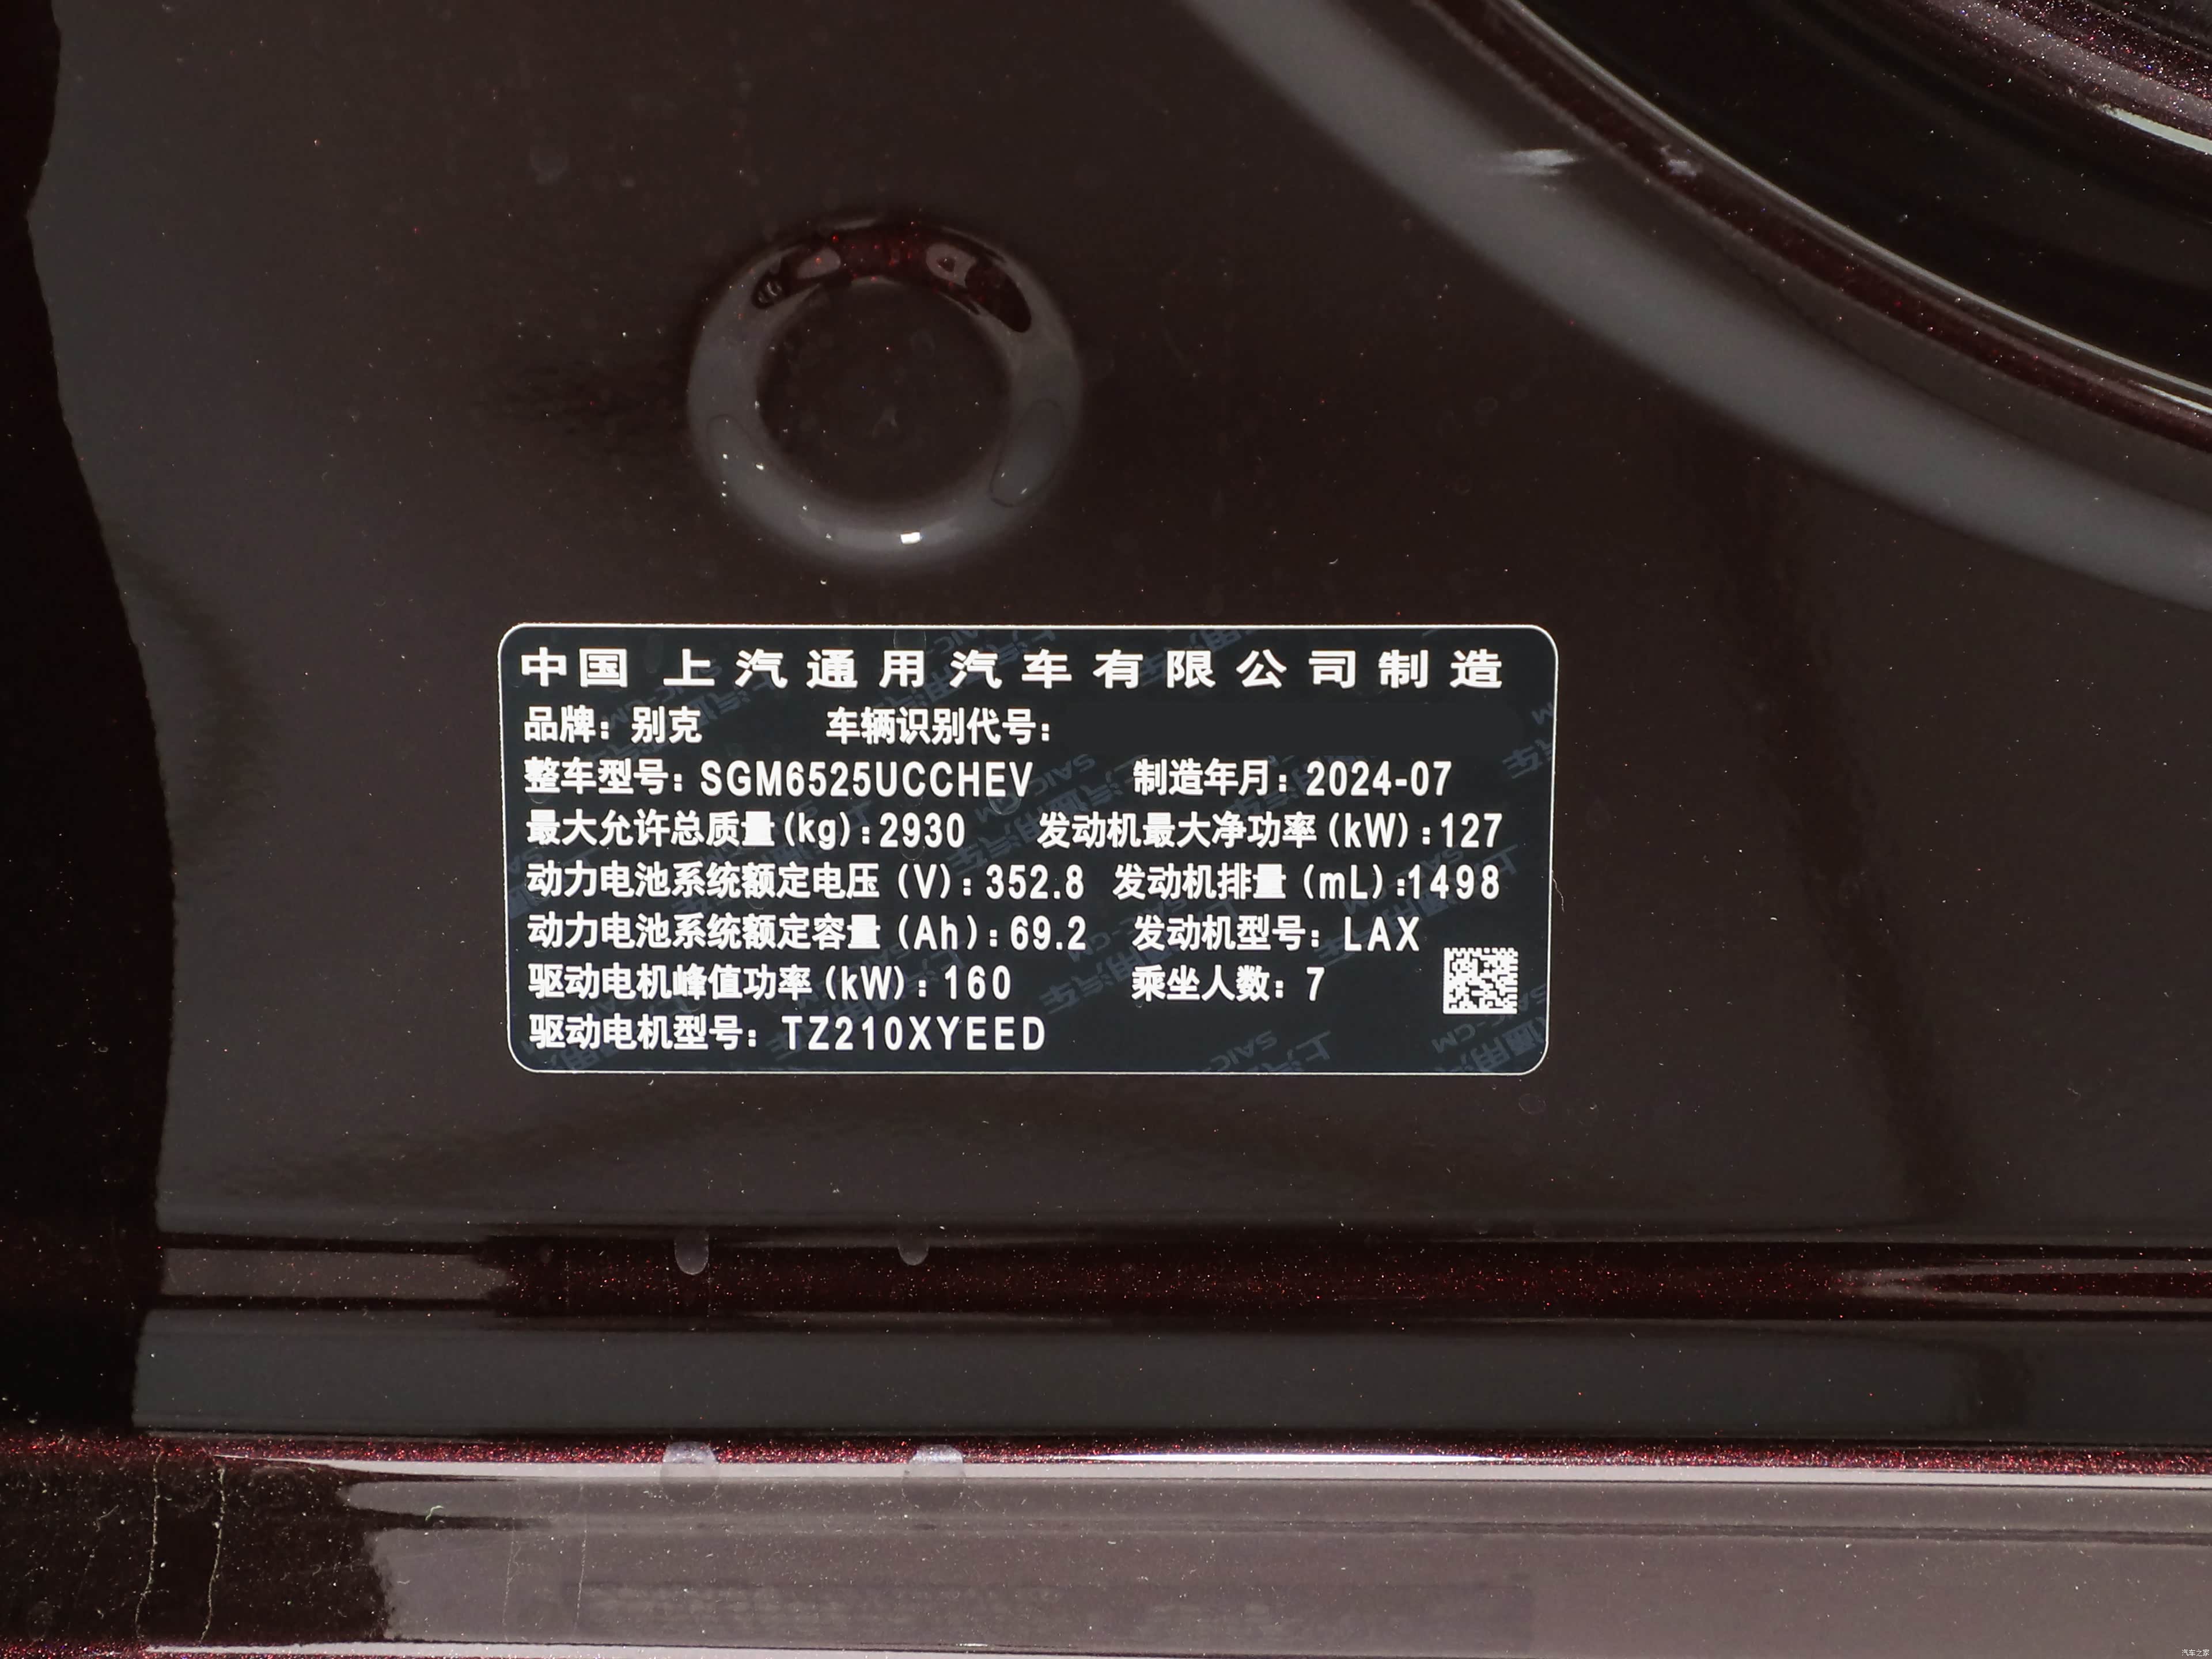 中国 上汽通用汽车有限公司制造
品牌：别克 车辆识别代号：
整车型号：SGM6525UCCHEV 制造年月：2024-07
最大允许总质量(kg):2930 发动机最大净功率(kW):127
动力电池系统额定电压(V):352.8 发动机排量(mL):1498
动力电池系统额定容量(Ah):69.2 发动机型号：LAX
驱动电机峰值功率(kW):160 乘坐人数：7
驱动电机型号：TZ210XYEED
汽车之家